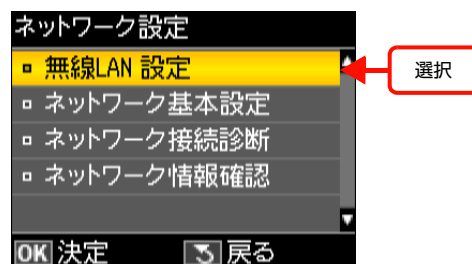 ネットワーク設定
無線LAN 設定
選択
ネットワーク基本設定
ネットワーク接続診断
ネットワーク情報確認
OK 決定 戻る